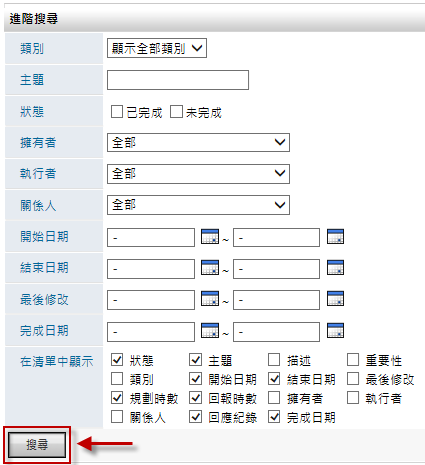 進階搜尋
類別 顯示全部類別
主題
狀態 已完成 未完成
擁有者 全部
執行者 全部
關係人 全部
開始日期 - ~ -
結束日期 - ~ -
最後修改 - ~ -
完成日期 - ~ -
在清單中顯示 狀態 主題 描述 重要性
類別 開始日期 結束日期 最後修改
規劃時數 回報時數 擁有者 執行者
關係人 回應紀錄 完成日期
搜尋